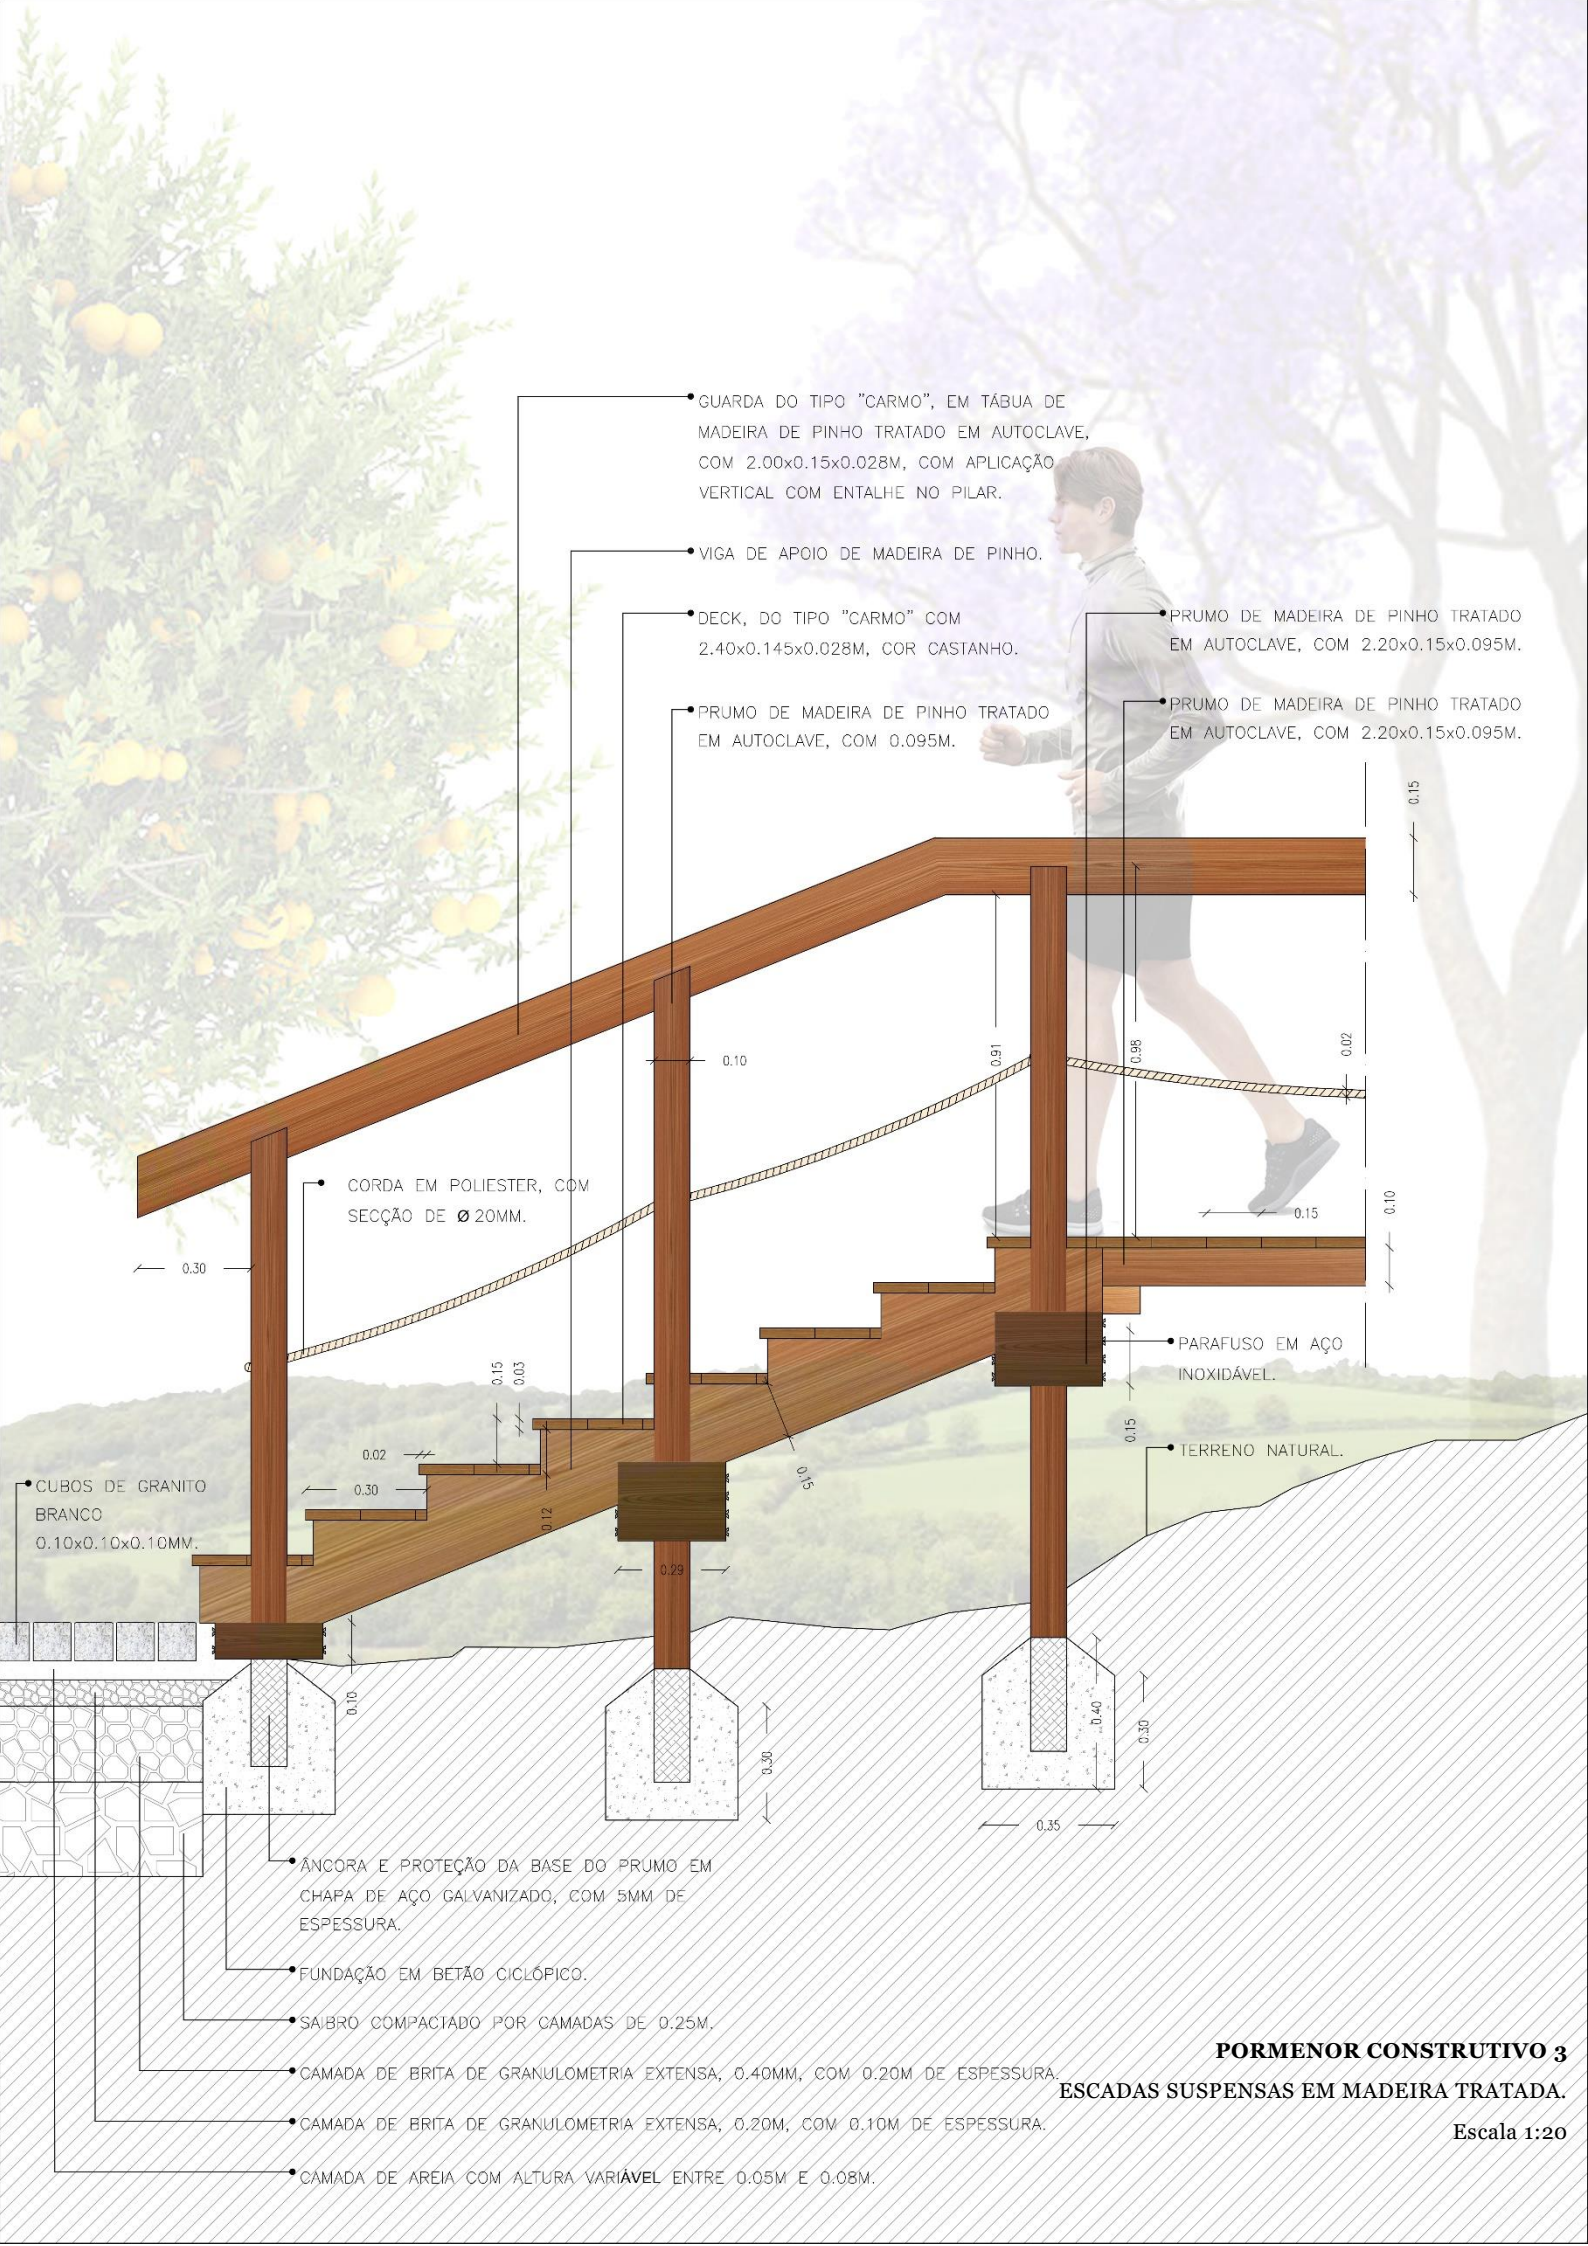 GUARDA DO TIPO "CARMO", EM TÁBUA DE
MADEIRA DE PINHO TRATADO EM AUTOCLAVE,
COM 2.00x0.15x0.028M, COM APLICAÇÃO
VERTICAL COM ENTALHE NO PILAR.
VIGA DE APOIO DE MADEIRA DE PINHO.
DECK, DO TIPO "CARMO" COM
2.40x0.145x0.028M, COR CASTANHO.
PRUMO DE MADEIRA DE PINHO TRATADO
EM AUTOCLAVE, COM 0.095M.
PRUMO DE MADEIRA DE PINHO TRATADO
EM AUTOCLAVE, COM 2.20x0.15x0.095M.
PRUMO DE MADEIRA DE PINHO TRATADO
EM AUTOCLAVE, COM 2.20x0.15x0.095M.
0.15
0.10
0.91
0.98
0.02
CORDA EM POLIESTER, COM
SECÇÃO DE Ø 20MM.
0.30
0.15
0.10
PARAFUSO EM AÇO
INOXIDÁVEL.
0.15
0.15
0.03
0.02
0.30
0.12
0.15
TERRENO NATURAL.
CUBOS DE GRANITO
BRANCO
0.10x0.10x0.10MM.
0.29
0.10
0.30
0.40
0.30
0.35
ÂNCORA E PROTEÇÃO DA BASE DO PRUMO EM
CHAPA DE AÇO GALVANIZADO, COM 5MM DE
ESPESSURA.
FUNDAÇÃO EM BETÃO CICLÓPICO.
SAIBRO COMPACTADO POR CAMADAS DE 0.25M.
CAMADA DE BRITA DE GRANULOMETRIA EXTENSA, 0.40MM, COM 0.20M DE ESPESSURA.
CAMADA DE BRITA DE GRANULOMETRIA EXTENSA, 0.20M, COM 0.10M DE ESPESSURA.
CAMADA DE AREIA COM ALTURA VARIÁVEL ENTRE 0.05M E 0.08M.
PORMENOR CONSTRUTIVO 3
ESCADAS SUSPENSAS EM MADEIRA TRATADA.
Escala 1:20